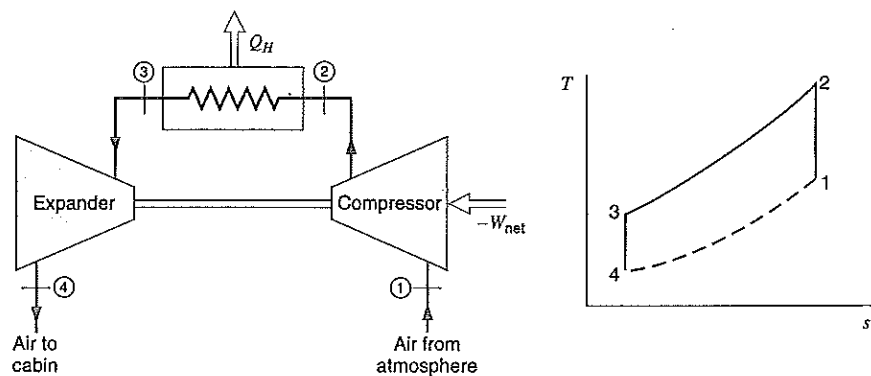 Q_H
③
②
Expander
Compressor
−W_net
④
①
Air to
cabin
Air from
atmosphere
T
2
1
3
4
s